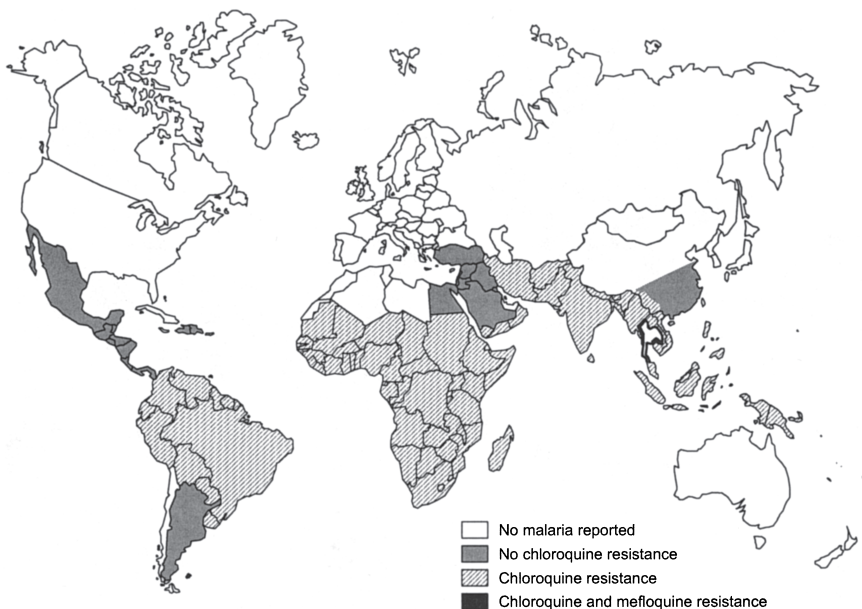 No malaria reported
No chloroquine resistance
Chloroquine resistance
Chloroquine and mefloquine resistance